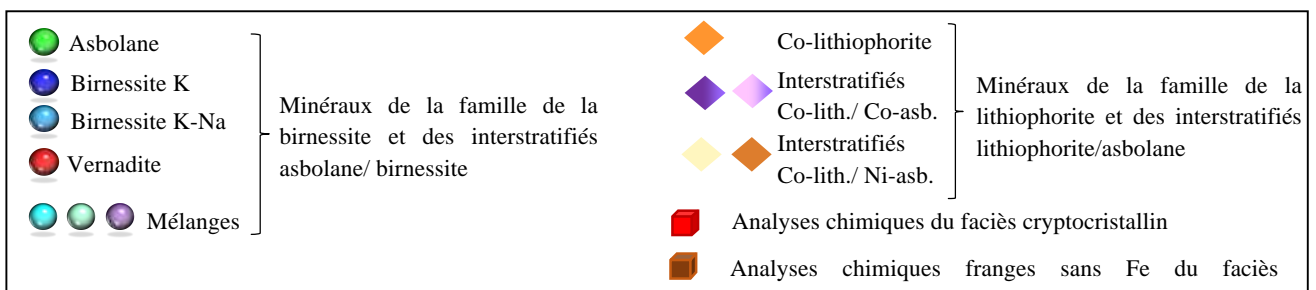 Asbolane
Birnessite K
Birnessite K-Na
Vernadite
Mélanges
Minéraux de la famille de la
birnessite et des interstratifiés
asbolane/ birnessite
Co-lithiophorite
Interstratifiés
Co-lith./ Co-asb.
Interstratifiés
Co-lith./ Ni-asb.
Minéraux de la famille de la
lithiophorite et des interstratifiés
lithiophorite/asbolane
Analyses chimiques du faciès cryptocristallin
Analyses chimiques franges sans Fe du faciès